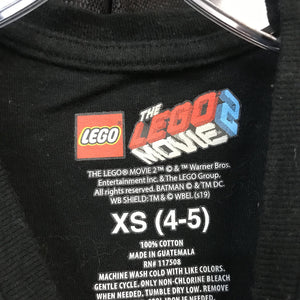 LEGO
THE
LEGO
MOVIE 2
THE LEGO® MOVIE 2™ © & ™ Warner Bros.
Entertainment Inc. & The LEGO Group.
All rights reserved. BATMAN © & ™ DC.
WB SHIELD:TM & © WBEI. (s19)
XS (4-5)
100% COTTON
MADE IN GUATEMALA
RN# 117508
MACHINE WASH COLD WITH LIKE COLORS.
GENTLE CYCLE. ONLY NON-CHLORINE BLEACH
WHEN NEEDED. TUMBLE DRY LOW. REMOVE